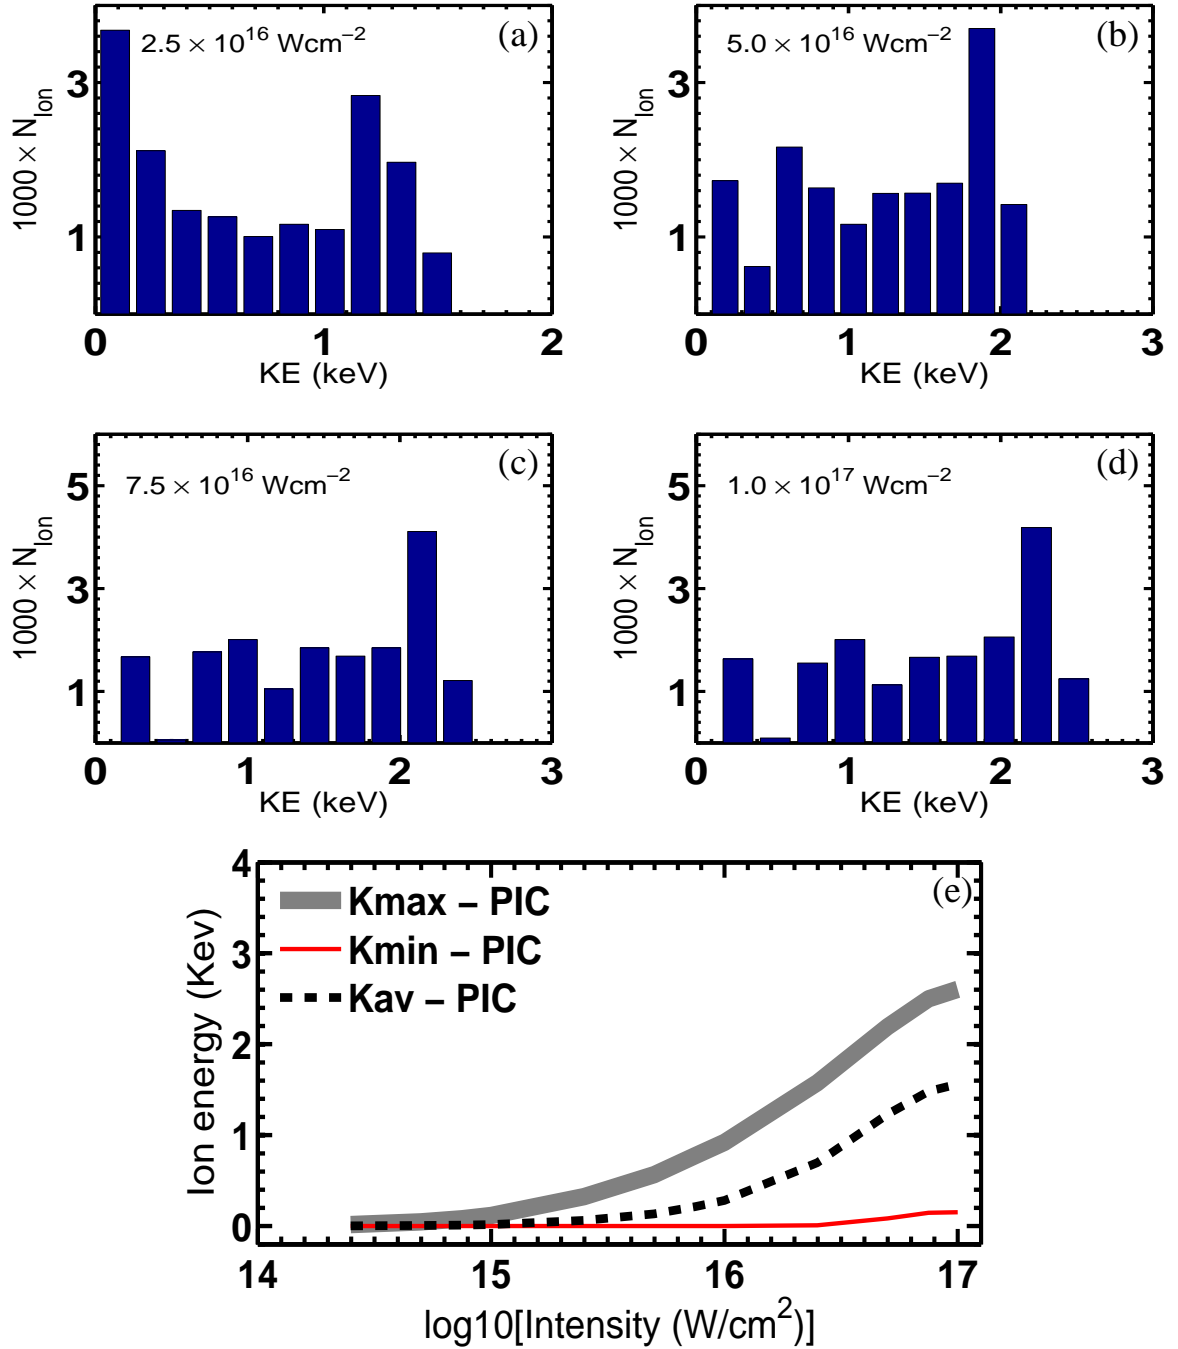 (a)
2.5 × 10^16 Wcm^−2
3
1
1000 × N_Ion
0 1 2
KE (keV)
(b)
5.0 × 10^16 Wcm^−2
3
1
1000 × N_Ion
0 1 2 3
KE (keV)
(c)
7.5 × 10^16 Wcm^−2
5
3
1
1000 × N_Ion
0 1 2 3
KE (keV)
(d)
1.0 × 10^17 Wcm^−2
5
3
1
1000 × N_Ion
0 1 2 3
KE (keV)
(e)
Kmax − PIC
Kmin − PIC
Kav − PIC
4
3
2
1
0
Ion energy (Kev)
14 15 16 17
log10[Intensity (W/cm^2)]